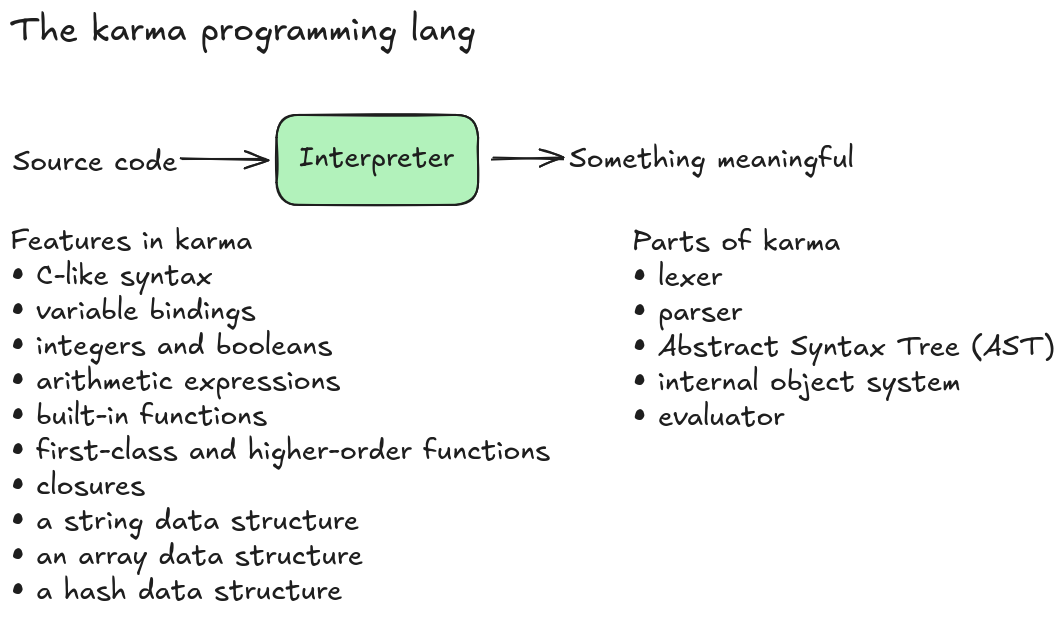 The karma programming lang
Source code
Interpreter
Something meaningful
Features in karma
• C-like syntax
• variable bindings
• integers and booleans
• arithmetic expressions
• built-in functions
• first-class and higher-order functions
• closures
• a string data structure
• an array data structure
• a hash data structure
Parts of karma
• lexer
• parser
• Abstract Syntax Tree (AST)
• internal object system
• evaluator